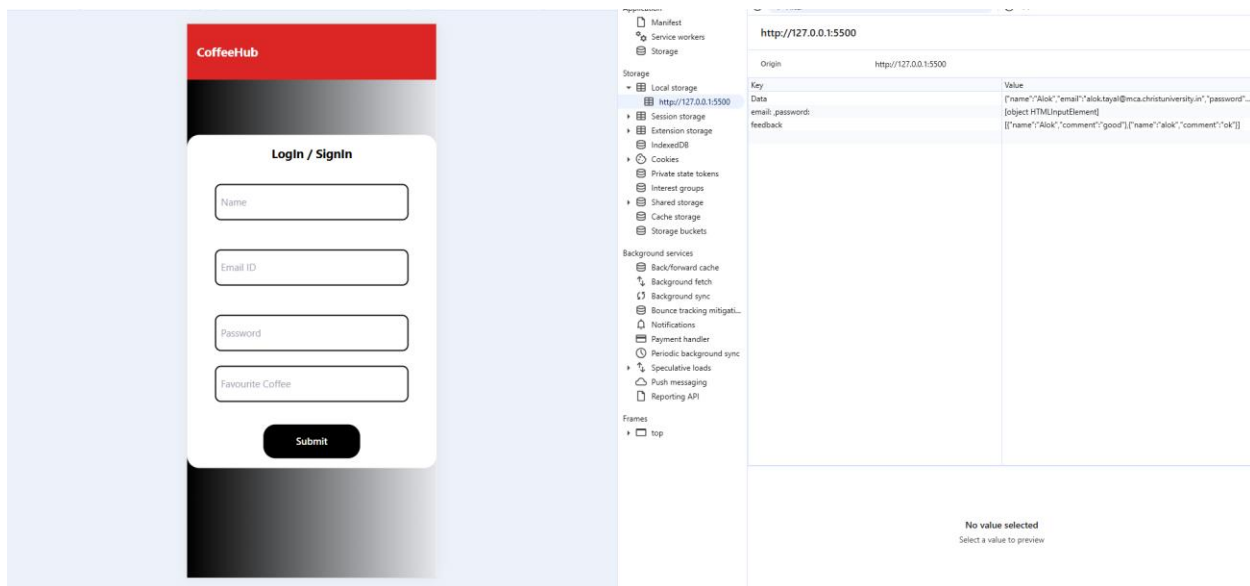 CoffeeHub
LogIn / SignIn
Name
Email ID
Password
Favourite Coffee
Submit
Application
Manifest
Service workers
Storage
Storage
Local storage
http://127.0.0.1:5500
Session storage
Extension storage
IndexedDB
Cookies
Private state tokens
Interest groups
Shared storage
Cache storage
Storage buckets
Background services
Back/forward cache
Background fetch
Background sync
Bounce tracking mitigati...
Notifications
Payment handler
Periodic background sync
Speculative loads
Push messaging
Reporting API
Frames
top
http://127.0.0.1:5500
Origin http://127.0.0.1:5500
Key Value
Data {"name":"Alok","email":"alok.tayal@mca.christuniversity.in","password"...
email: ,password: [object HTMLInputElement]
feedback [{"name":"Alok","comment":"good"},{"name":"alok","comment":"ok"}]
No value selected
Select a value to preview